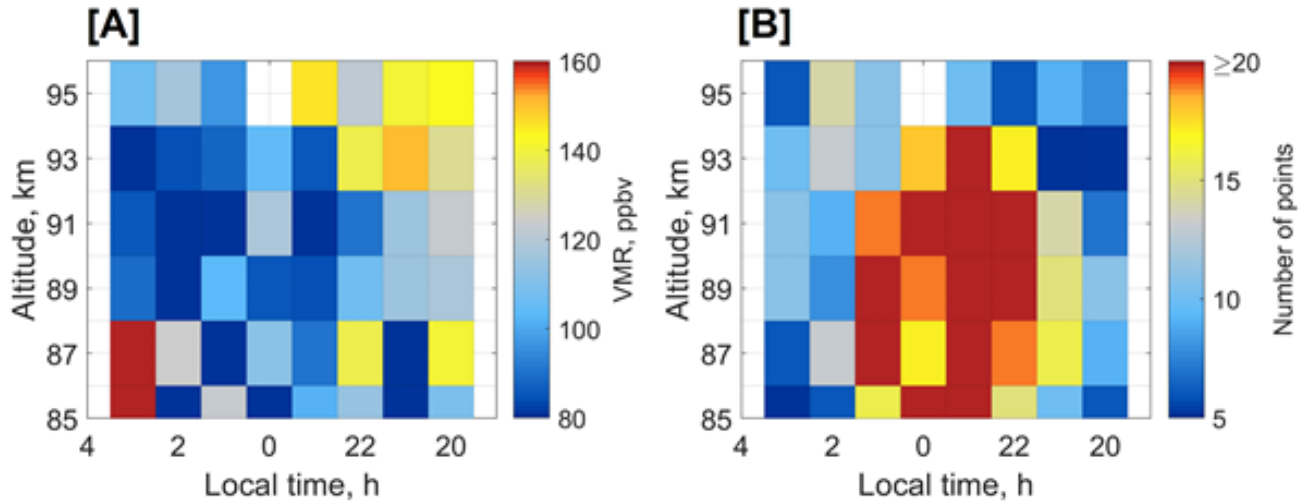 [A]
160
140
120
100
80
VMR, ppbv
95
93
91
89
87
85
Altitude, km
4 2 0 22 20
Local time, h
[B]
≥20
15
10
5
Number of points
95
93
91
89
87
85
Altitude, km
4 2 0 22 20
Local time, h